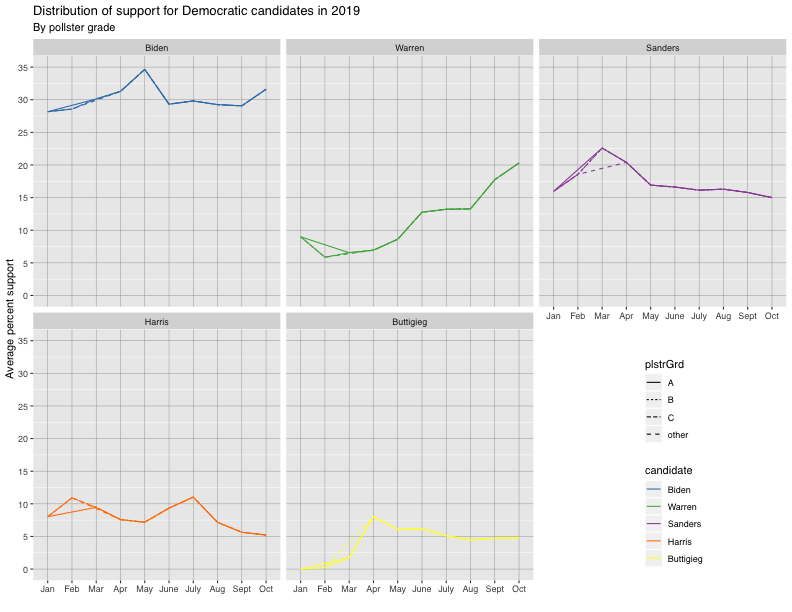 Distribution of support for Democratic candidates in 2019
By pollster grade
Average percent support
Biden
Warren
Sanders
35
30
25
20
15
10
5
0
Jan Feb Mar Apr May June July Aug Sept Oct
Harris
Buttigieg
35
30
25
20
15
10
5
0
Jan Feb Mar Apr May June July Aug Sept Oct
Jan Feb Mar Apr May June July Aug Sept Oct
plstrGrd
A
B
C
other
candidate
Biden
Warren
Sanders
Harris
Buttigieg